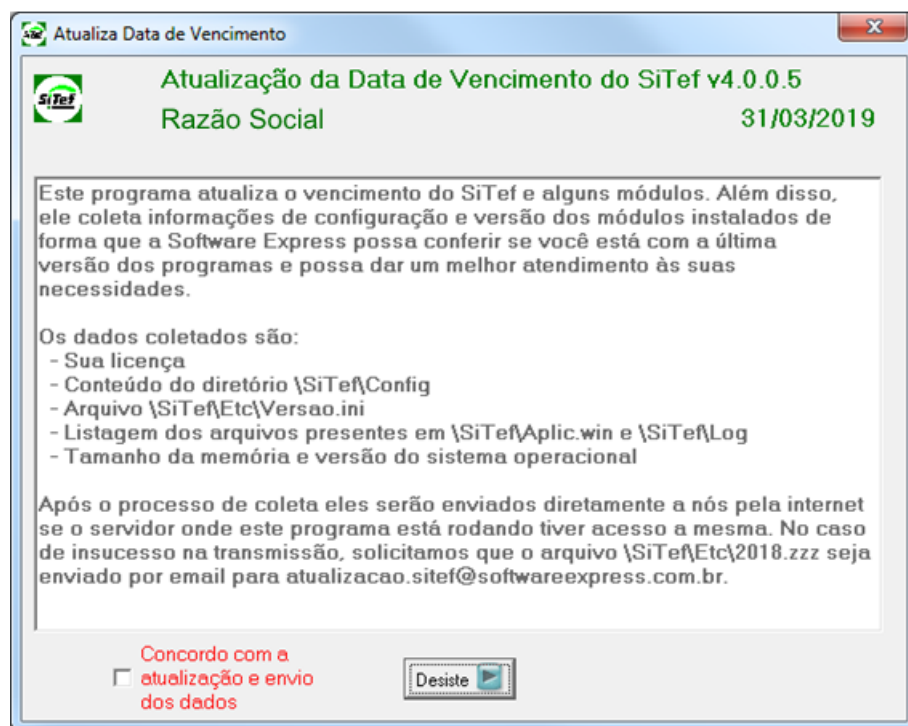 Atualiza Data de Vencimento
SiTef
Atualização da Data de Vencimento do SiTef v4.0.0.5
Razão Social 31/03/2019
Este programa atualiza o vencimento do SiTef e alguns módulos. Além disso,
ele coleta informações de configuração e versão dos módulos instalados de
forma que a Software Express possa conferir se você está com a última
versão dos programas e possa dar um melhor atendimento às suas
necessidades.
Os dados coletados são:
- Sua licença
- Conteúdo do diretório \SiTef\Config
- Arquivo \SiTef\Etc\Versao.ini
- Listagem dos arquivos presentes em \SiTef\Aplic.win e \SiTef\Log
- Tamanho da memória e versão do sistema operacional
Após o processo de coleta eles serão enviados diretamente a nós pela internet
se o servidor onde este programa está rodando tiver acesso a mesma. No caso
de insucesso na transmissão, solicitamos que o arquivo \SiTef\Etc\2018.zzz seja
enviado por email para atualizacao.sitef@softwareexpress.com.br.
Concordo com a
atualização e envio
dos dados
Desiste